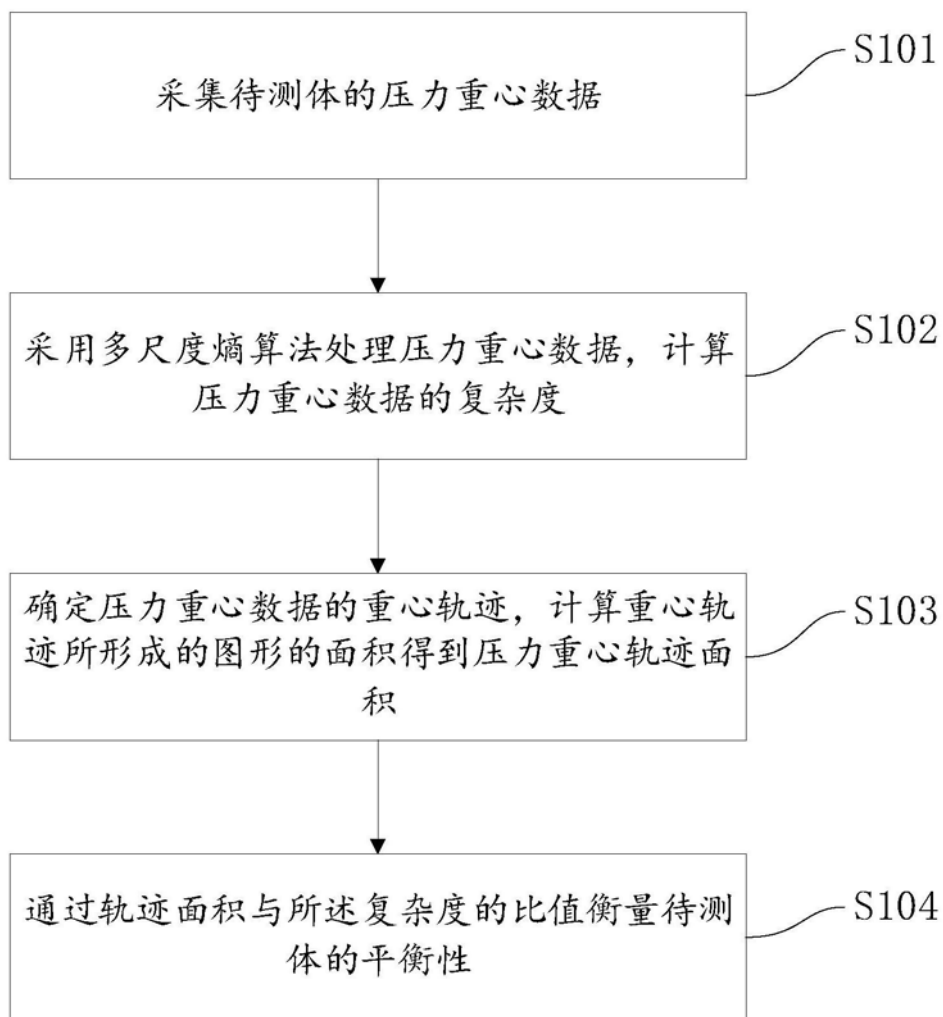 采集待测体的压力重心数据
S101
采用多尺度熵算法处理压力重心数据，计算
压力重心数据的复杂度
S102
确定压力重心数据的重心轨迹，计算重心轨
迹所形成的图形的面积得到压力重心轨迹面
积
S103
通过轨迹面积与所述复杂度的比值衡量待测
体的平衡性
S104